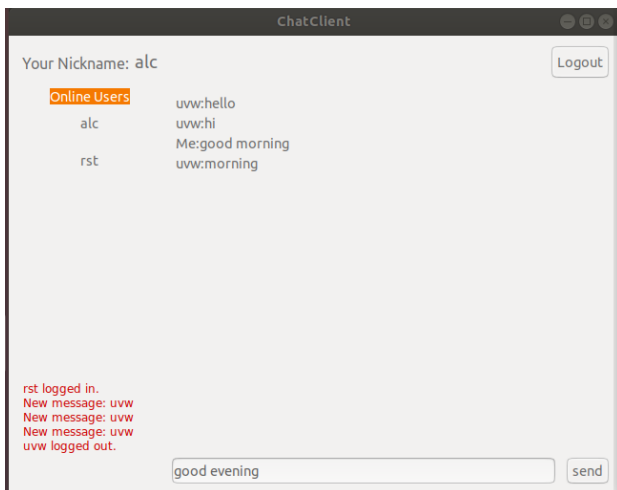 ChatClient
Your Nickname: alc
Logout
Online Users
alc
rst
uvw:hello
uvw:hi
Me:good morning
uvw:morning
rst logged in.
New message: uvw
New message: uvw
New message: uvw
uvw logged out.
good evening
send